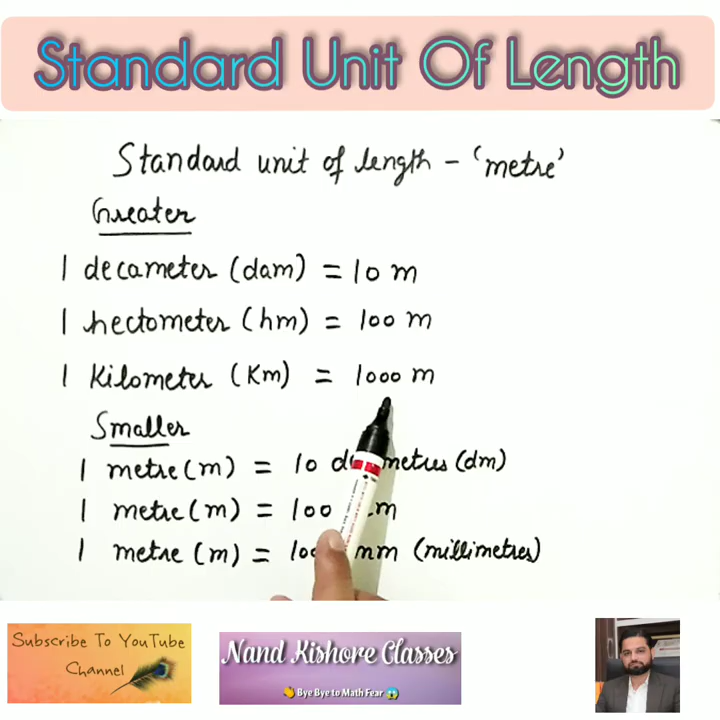 Standard Unit Of Length
Standard unit of length - 'metre'
Greater
1 decameter (dam) = 10 m
1 hectometer (hm) = 100 m
1 Kilometer (Km) = 1000 m
Smaller
1 metre (m) = 10 metres (dm)
1 metre (m) = 100 m
1 metre (m) = mm (millimetres)
Subscribe To YouTube
Channel
Nand Kishore Classes
👋 Bye Bye to Math Fear 😱